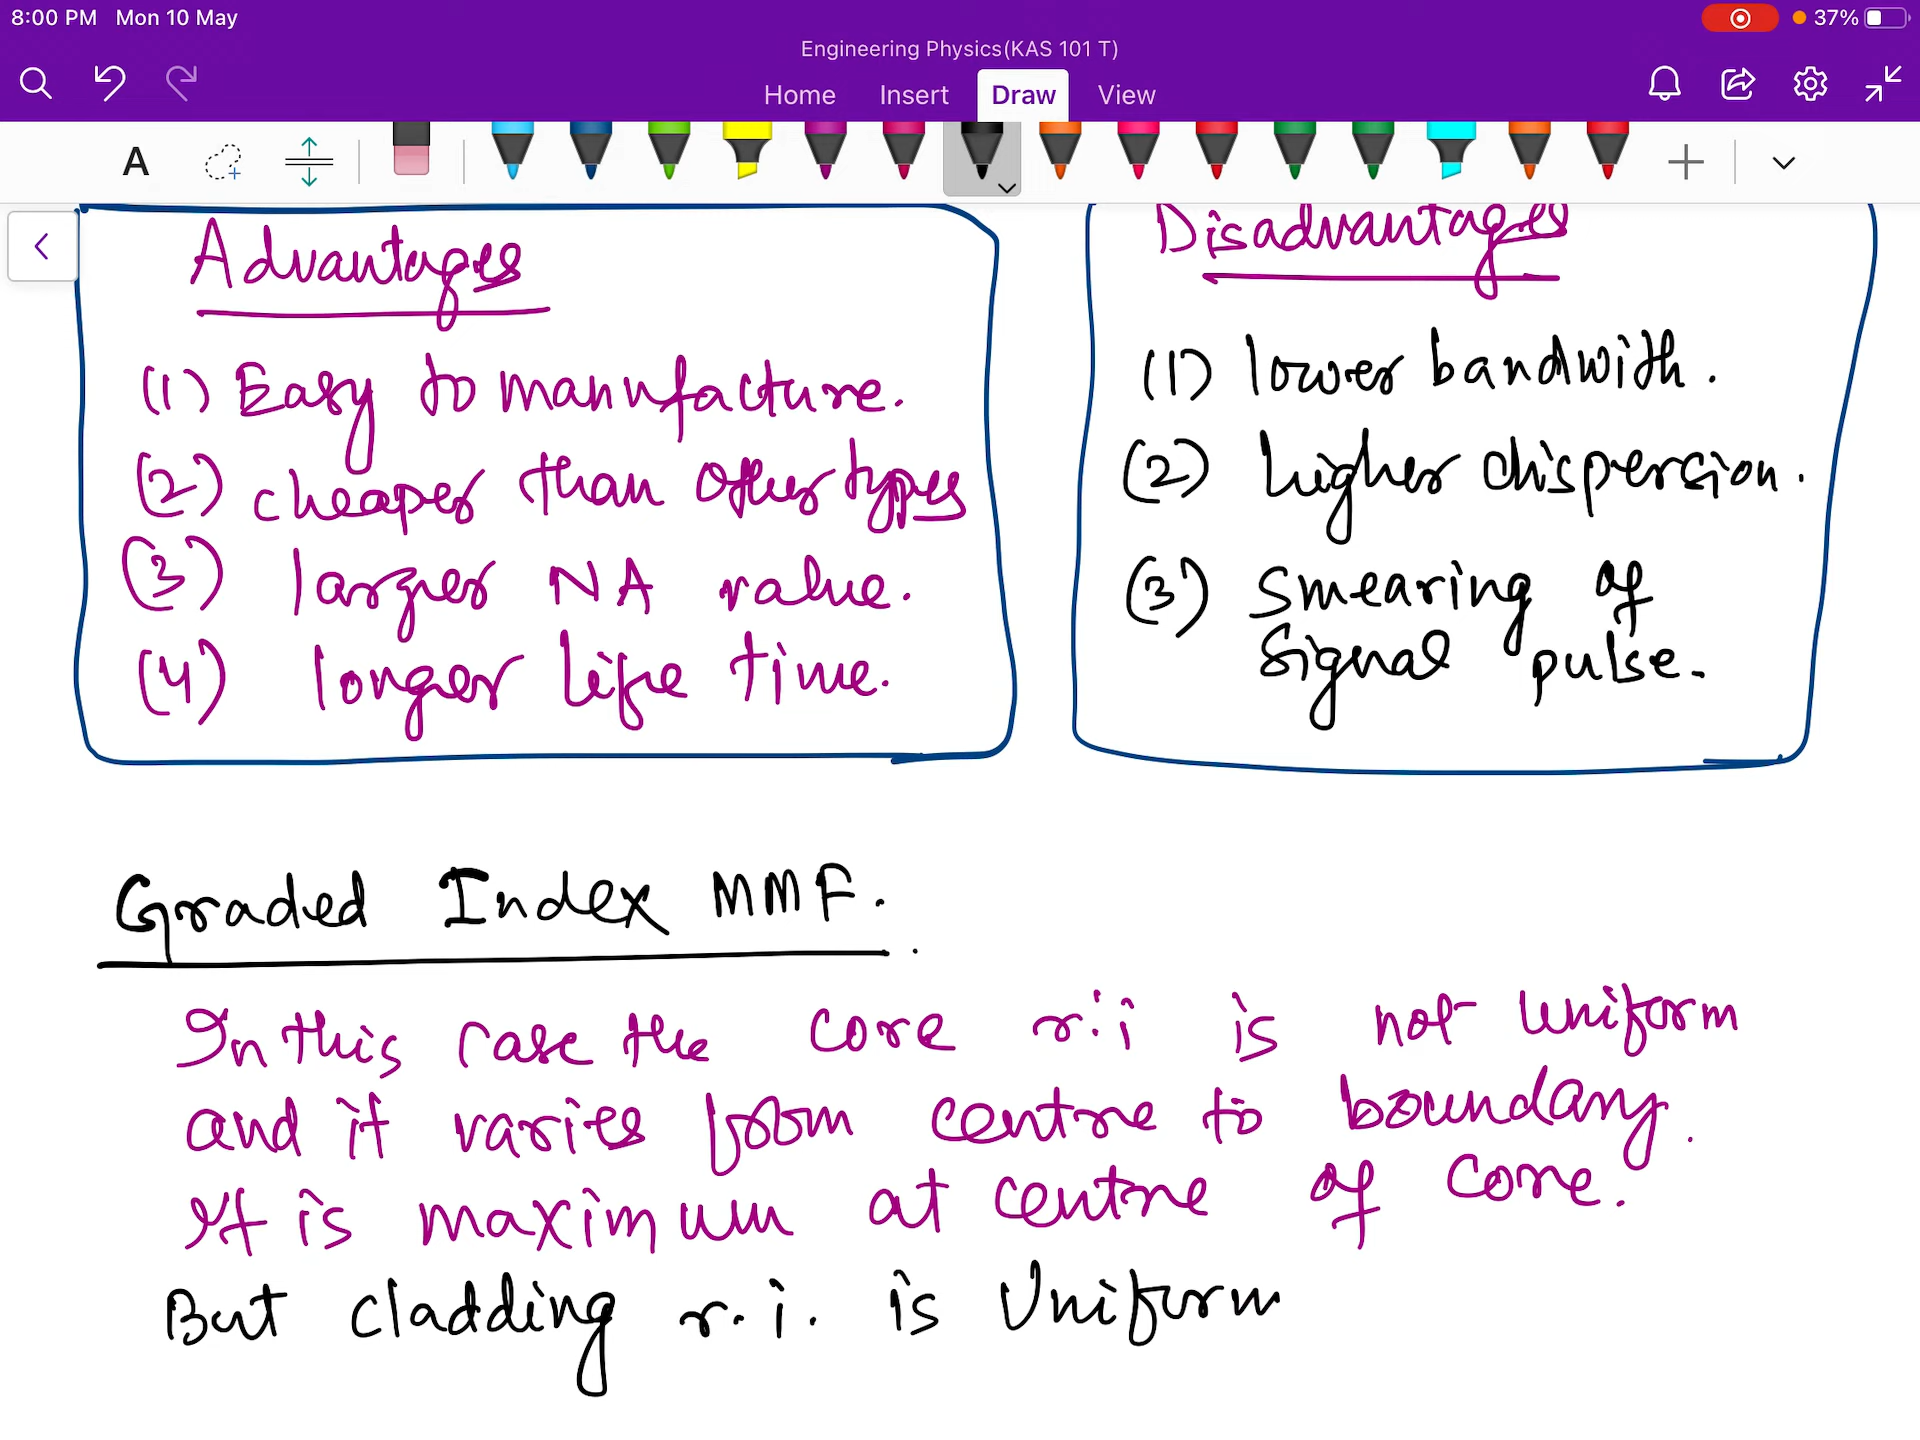 8:00 PM Mon 10 May
37%
Engineering Physics(KAS 101 T)
Home Insert Draw View
A
Advantages
(1) Easy to manufacture.
(2) cheaper than other types
(3) larger NA value.
(4) longer life time.
Disadvantages
(1) lower bandwith.
(2) higher dispersion.
(3) Smearing of
Signal pulse.
Graded Index MMF.
In this case the core r.i is not uniform
and it varies from centre to boundary.
It is maximum at centre of core.
But cladding r.i. is Uniform